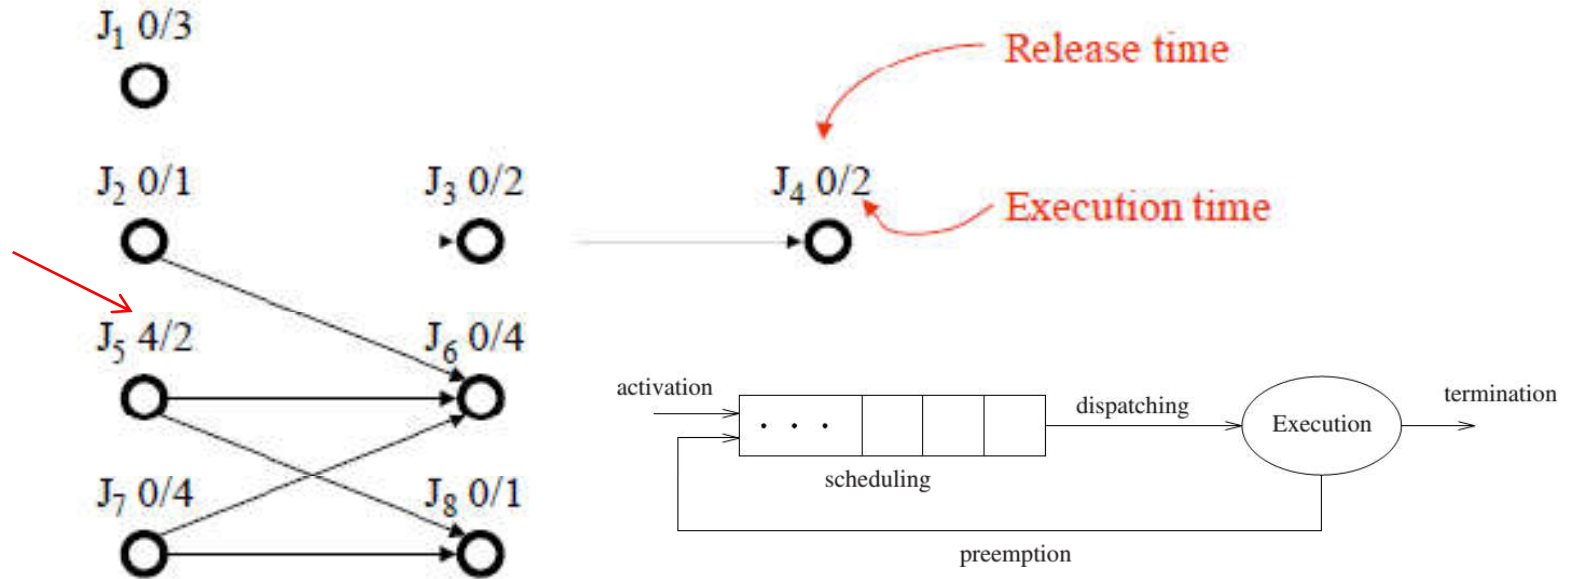 J₁ 0/3
Release time
J₂ 0/1
J₃ 0/2
J₄ 0/2
Execution time
J₅ 4/2
J₆ 0/4
activation
dispatching
termination
. . .
Execution
scheduling
J₇ 0/4
J₈ 0/1
preemption